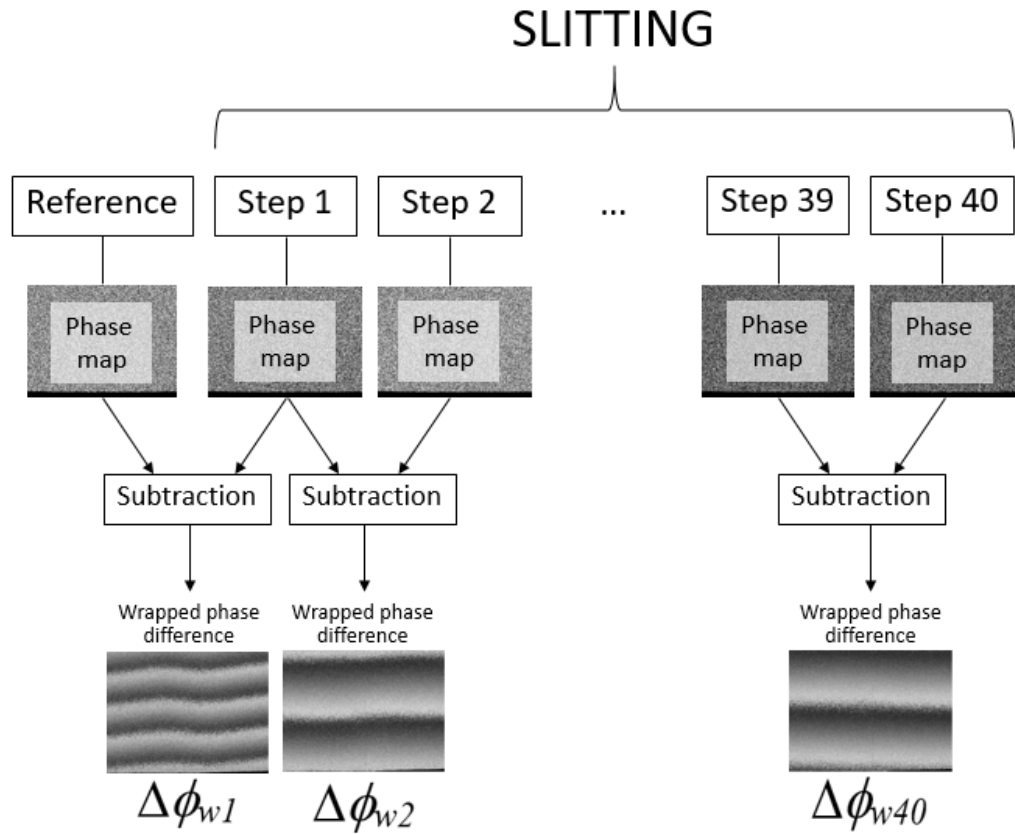 SLITTING
Reference
Step 1
Step 2
...
Step 39
Step 40
Phase
map
Phase
map
Phase
map
Phase
map
Phase
map
Subtraction
Subtraction
Subtraction
Wrapped phase
difference
Wrapped phase
difference
Wrapped phase
difference
Δϕw1
Δϕw2
Δϕw40